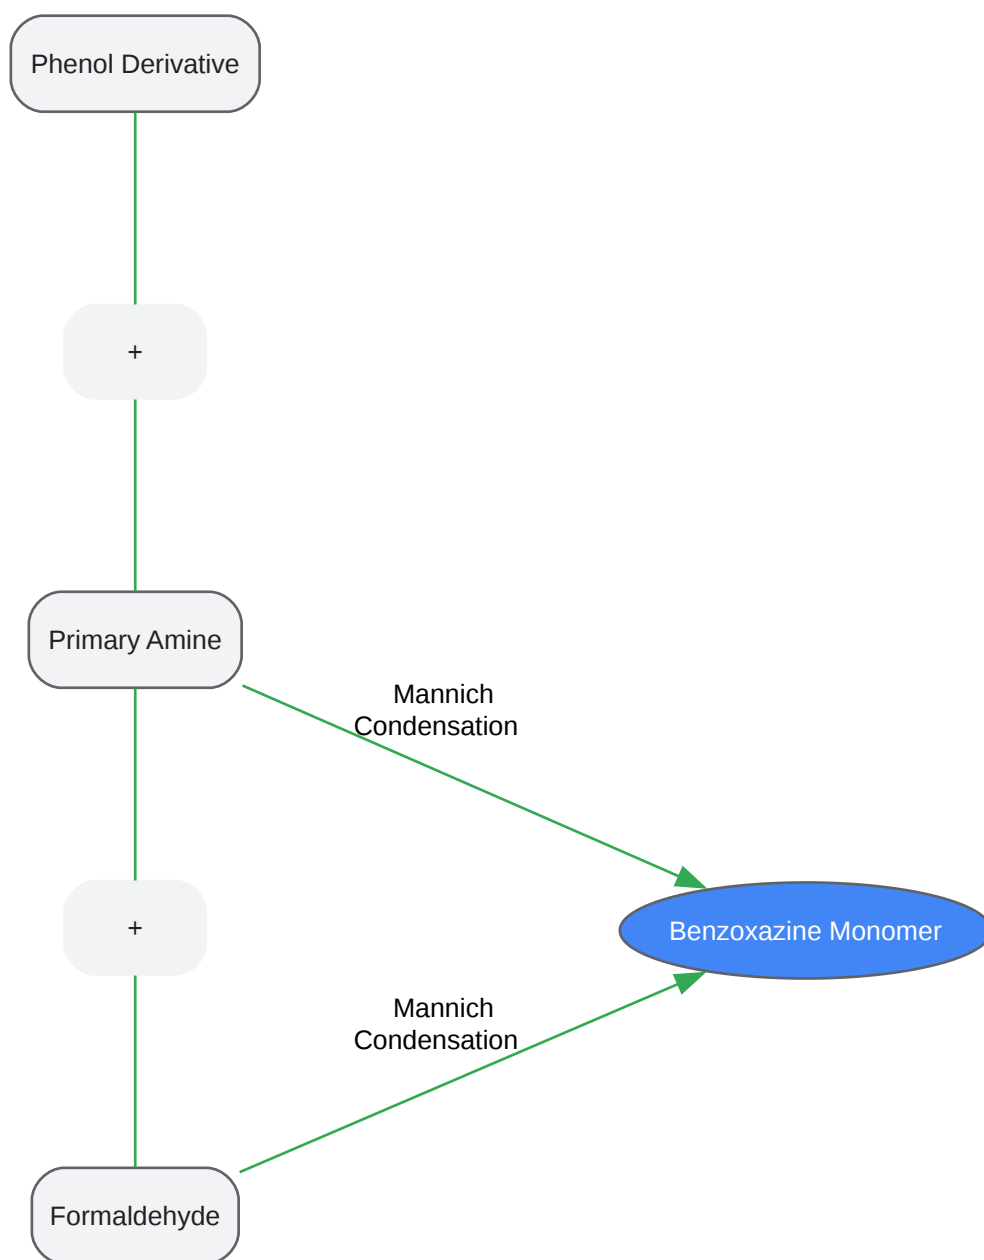 Phenol Derivative
+
Primary Amine
Mannich
Condensation
+
Benzoxazine Monomer
Mannich
Condensation
Formaldehyde